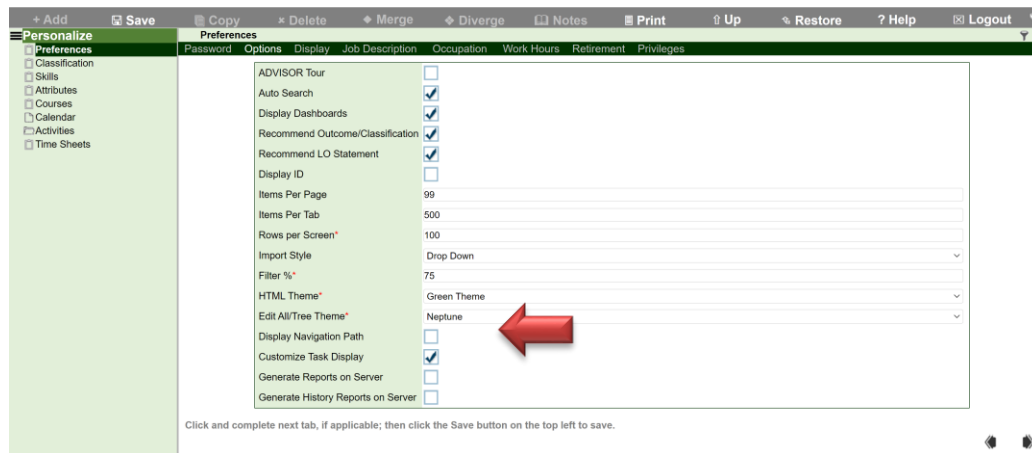 + Add Save Copy × Delete Merge Diverge Notes Print Up Restore ? Help Logout
Personalize Preferences
Preferences Password Options Display Job Description Occupation Work Hours Retirement Privileges
Classification
Skills
Attributes
Courses
Calendar
Activities
Time Sheets
ADVISOR Tour
Auto Search
Display Dashboards
Recommend Outcome/Classification
Recommend LO Statement
Display ID
Items Per Page 99
Items Per Tab 500
Rows per Screen* 100
Import Style Drop Down
Filter %* 75
HTML Theme* Green Theme
Edit All/Tree Theme* Neptune
Display Navigation Path
Customize Task Display
Generate Reports on Server
Generate History Reports on Server
Click and complete next tab, if applicable; then click the Save button on the top left to save.